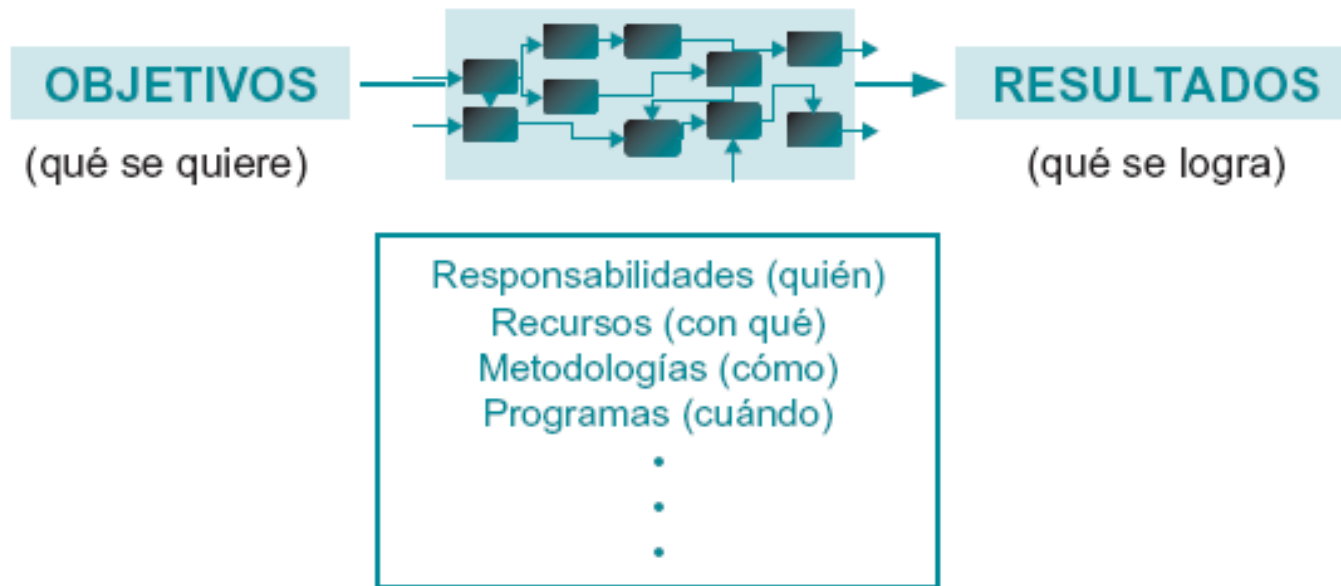 OBJETIVOS
(qué se quiere)
RESULTADOS
(qué se logra)
Responsabilidades (quién)
Recursos (con qué)
Metodologías (cómo)
Programas (cuándo)